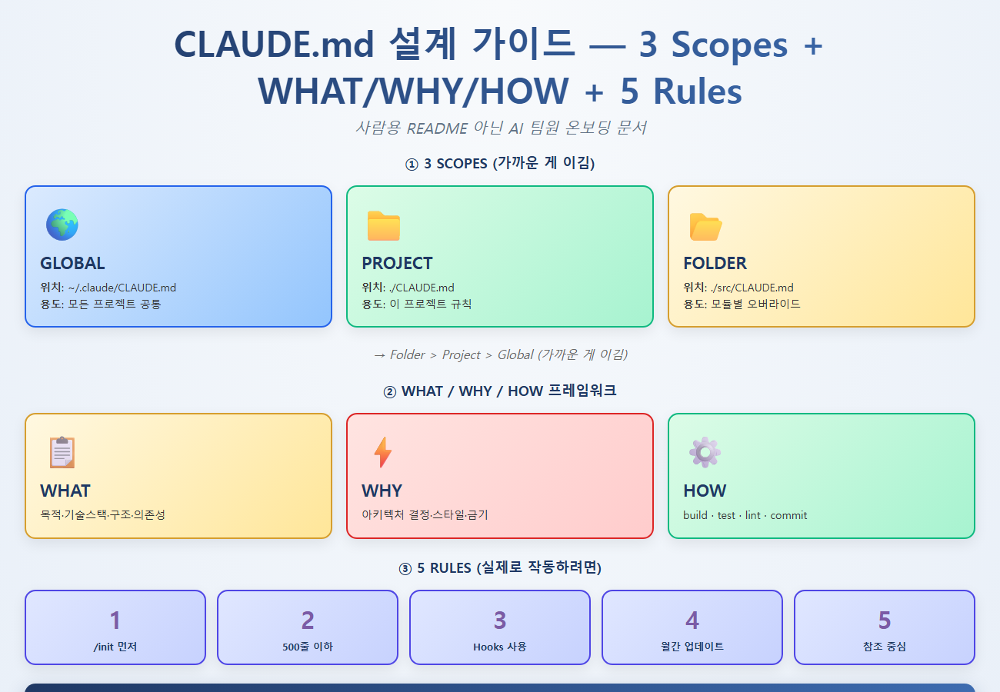 CLAUDE.md 설계 가이드 — 3 Scopes +
WHAT/WHY/HOW + 5 Rules
사람용 README 아닌 AI 팀원 온보딩 문서
① 3 SCOPES (가까운 게 이김)
GLOBAL
위치: ~/.claude/CLAUDE.md
용도: 모든 프로젝트 공통
PROJECT
위치: ./CLAUDE.md
용도: 이 프로젝트 규칙
FOLDER
위치: ./src/CLAUDE.md
용도: 모듈별 오버라이드
→ Folder > Project > Global (가까운 게 이김)
② WHAT / WHY / HOW 프레임워크
WHAT
목적·기술스택·구조·의존성
WHY
아키텍처 결정·스타일·금기
HOW
build · test · lint · commit
③ 5 RULES (실제로 작동하려면)
1
/init 먼저
2
500줄 이하
3
Hooks 사용
4
월간 업데이트
5
참조 중심